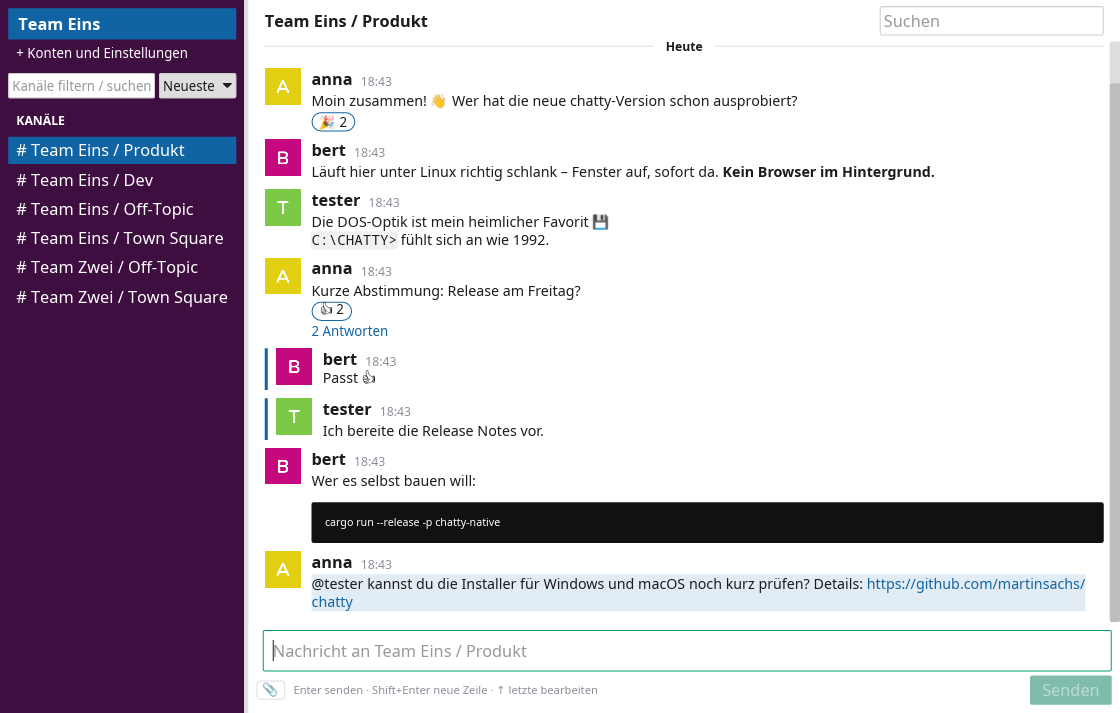 Team Eins
+ Konten und Einstellungen
Kanäle filtern / suchen
Neueste
KANÄLE
# Team Eins / Produkt
# Team Eins / Dev
# Team Eins / Off-Topic
# Team Eins / Town Square
# Team Zwei / Off-Topic
# Team Zwei / Town Square
Team Eins / Produkt
Suchen
Heute
A
anna 18:43
Moin zusammen! 👋 Wer hat die neue chatty-Version schon ausprobiert?
🎉 2
B
bert 18:43
Läuft hier unter Linux richtig schlank – Fenster auf, sofort da. Kein Browser im Hintergrund.
T
tester 18:43
Die DOS-Optik ist mein heimlicher Favorit 💾
C:\CHATTY> fühlt sich an wie 1992.
A
anna 18:43
Kurze Abstimmung: Release am Freitag?
👍 2
2 Antworten
B
bert 18:43
Passt 👍
T
tester 18:43
Ich bereite die Release Notes vor.
B
bert 18:43
Wer es selbst bauen will:
cargo run --release -p chatty-native
A
anna 18:43
@tester kannst du die Installer für Windows und macOS noch kurz prüfen? Details: https://github.com/martinsachs/
chatty
Nachricht an Team Eins / Produkt
📎 Enter senden · Shift+Enter neue Zeile · ↑ letzte bearbeiten
Senden